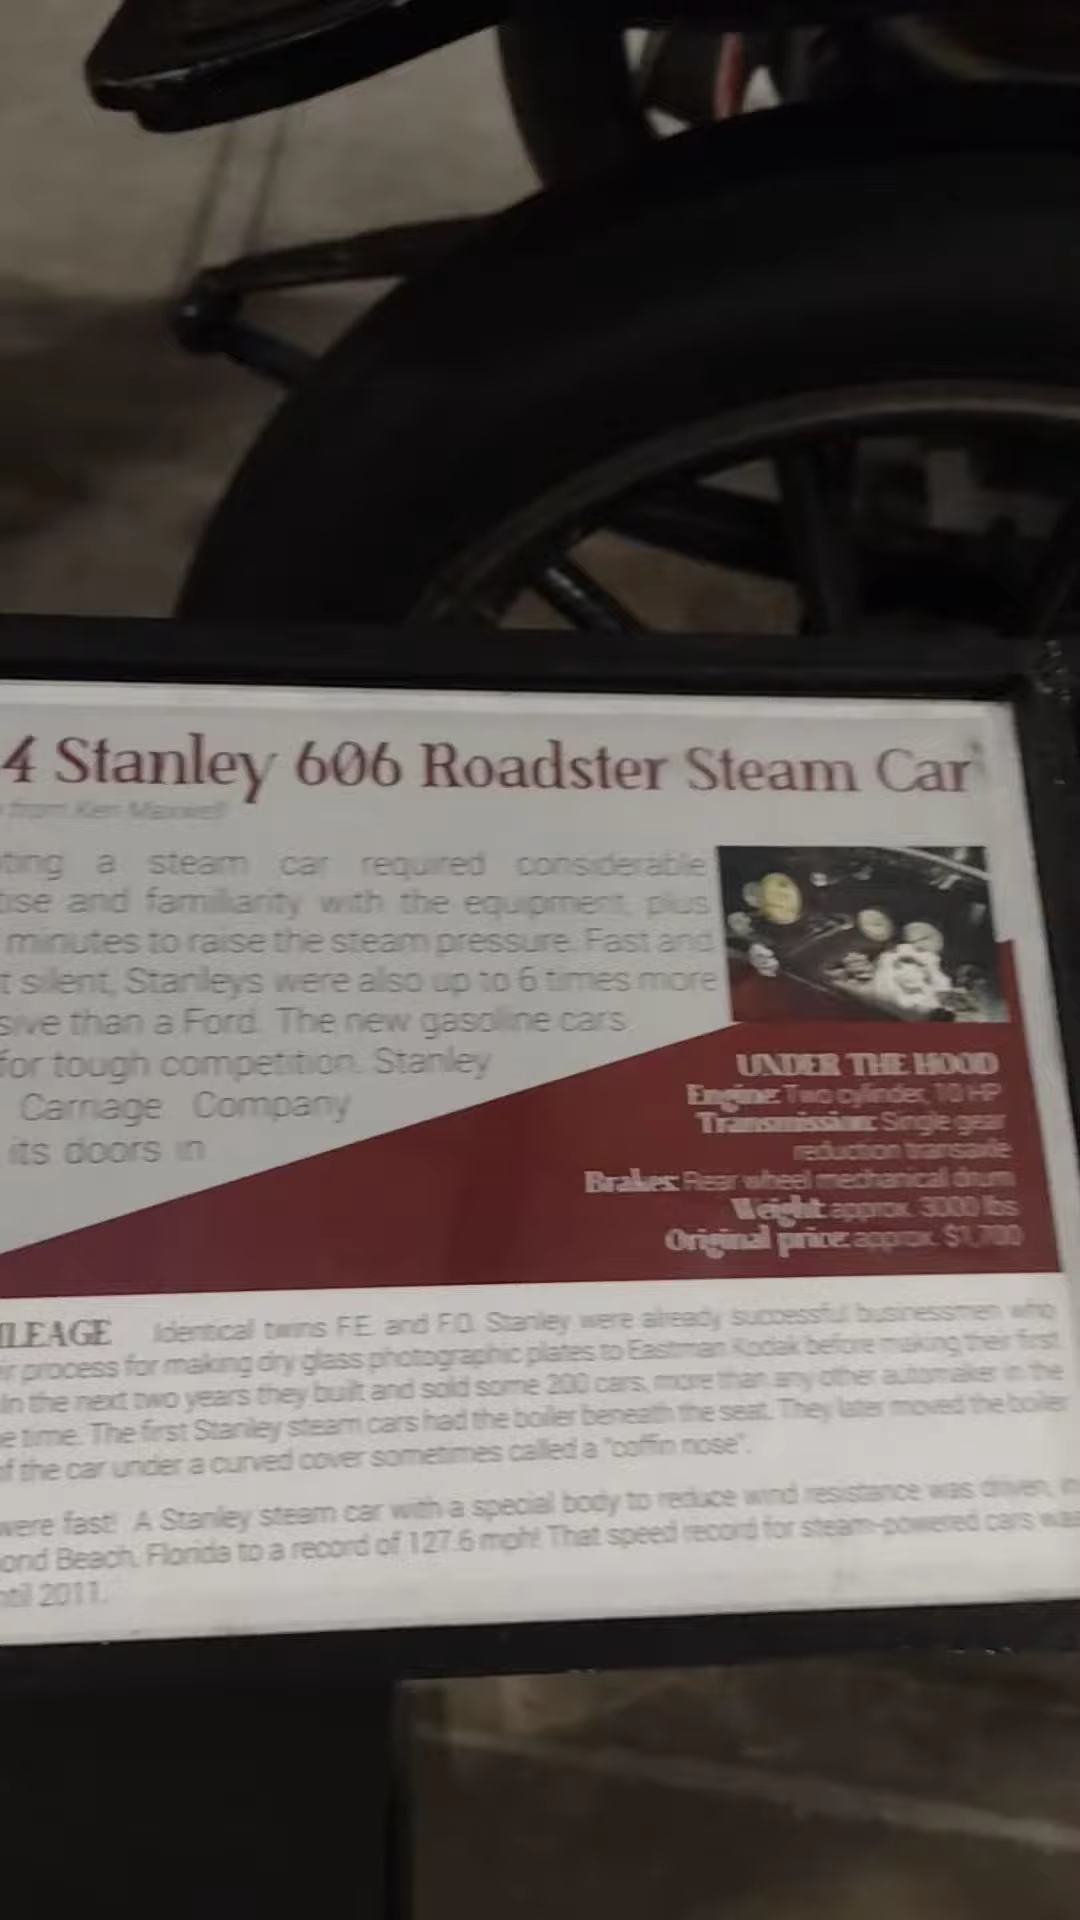 4 Stanley 606 Roadster Steam Car
from Ken Maxwell
ting a steam car required considerable
tise and familiarity with the equipment, plus
minutes to raise the steam pressure. Fast and
t silent, Stanleys were also up to 6 times more
sive than a Ford. The new gasoline cars
for tough competition. Stanley
Carriage Company
its doors in
UNDER THE HOOD
Engine: Two cylinder, 10 HP
Transmission: Single gear
reduction transaxle
Brakes: Rear wheel mechanical drum
Weight: approx. 3000 lbs
Original price: approx. $1,700
ILEAGE Identical twins F.E. and F.O. Stanley were already successful businessmen who
ir process for making dry glass photographic plates to Eastman Kodak before making their first
In the next two years they built and sold some 200 cars, more than any other automaker in the
e time. The first Stanley steam cars had the boiler beneath the seat. They later moved the boiler
of the car under a curved cover sometimes called a "coffin nose".
were fast! A Stanley steam car with a special body to reduce wind resistance was driven, in
ond Beach, Florida to a record of 127.6 mph! That speed record for steam-powered cars was
ntil 2011.